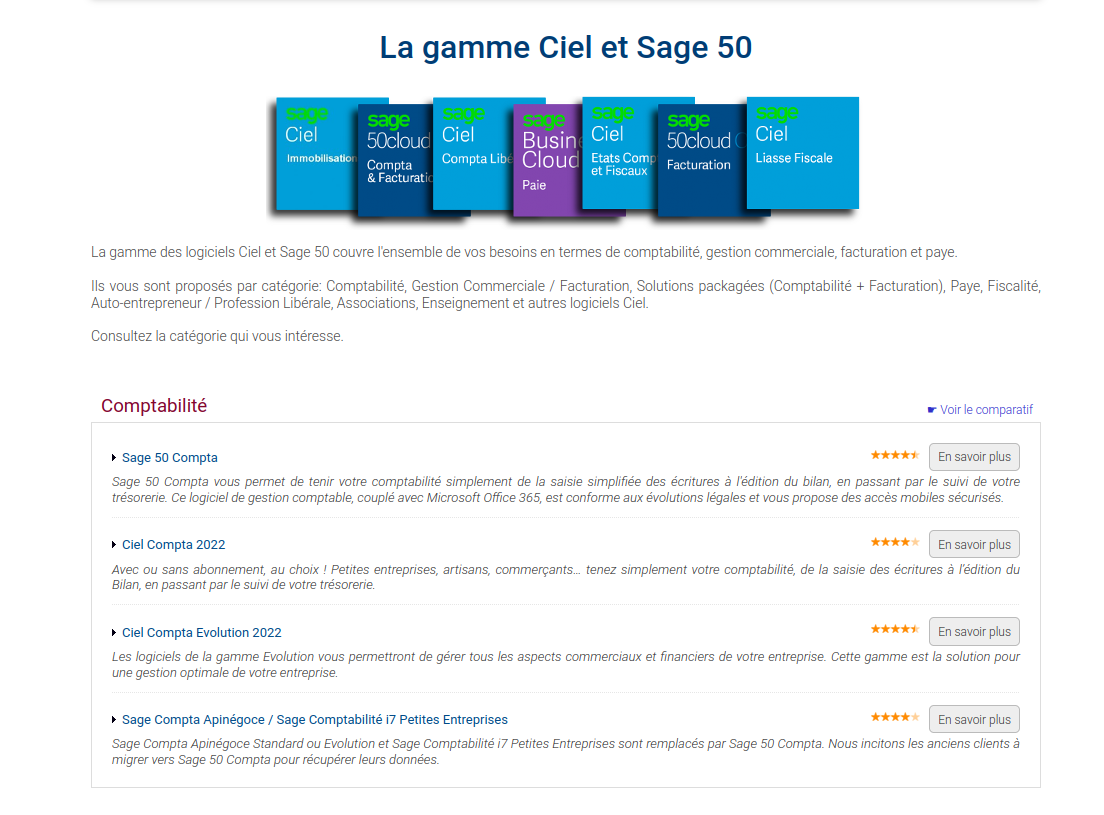 La gamme Ciel et Sage 50
sage
Ciel
Immobilisation
sage
50cloud
Compta
& Facturatio
sage
Ciel
Compta Libé
sage
Busine
Cloud
Paie
sage
Ciel
Etats Comp
et Fiscaux
sage
50cloud
Facturation
sage
Ciel
Liasse Fiscale
La gamme des logiciels Ciel et Sage 50 couvre l'ensemble de vos besoins en termes de comptabilité, gestion commerciale, facturation et paye.
Ils vous sont proposés par catégorie: Comptabilité, Gestion Commerciale / Facturation, Solutions packagées (Comptabilité + Facturation), Paye, Fiscalité,
Auto-entrepreneur / Profession Libérale, Associations, Enseignement et autres logiciels Ciel.
Consultez la catégorie qui vous intéresse.
Comptabilité
☛ Voir le comparatif
Sage 50 Compta
En savoir plus
Sage 50 Compta vous permet de tenir votre comptabilité simplement de la saisie simplifiée des écritures à l'édition du bilan, en passant par le suivi de votre
trésorerie. Ce logiciel de gestion comptable, couplé avec Microsoft Office 365, est conforme aux évolutions légales et vous propose des accès mobiles sécurisés.
Ciel Compta 2022
En savoir plus
Avec ou sans abonnement, au choix ! Petites entreprises, artisans, commerçants... tenez simplement votre comptabilité, de la saisie des écritures à l'édition du
Bilan, en passant par le suivi de votre trésorerie.
Ciel Compta Evolution 2022
En savoir plus
Les logiciels de la gamme Evolution vous permettront de gérer tous les aspects commerciaux et financiers de votre entreprise. Cette gamme est la solution pour
une gestion optimale de votre entreprise.
Sage Compta Apinégoce / Sage Comptabilité i7 Petites Entreprises
En savoir plus
Sage Compta Apinégoce Standard ou Evolution et Sage Comptabilité i7 Petites Entreprises sont remplacés par Sage 50 Compta. Nous incitons les anciens clients à
migrer vers Sage 50 Compta pour récupérer leurs données.